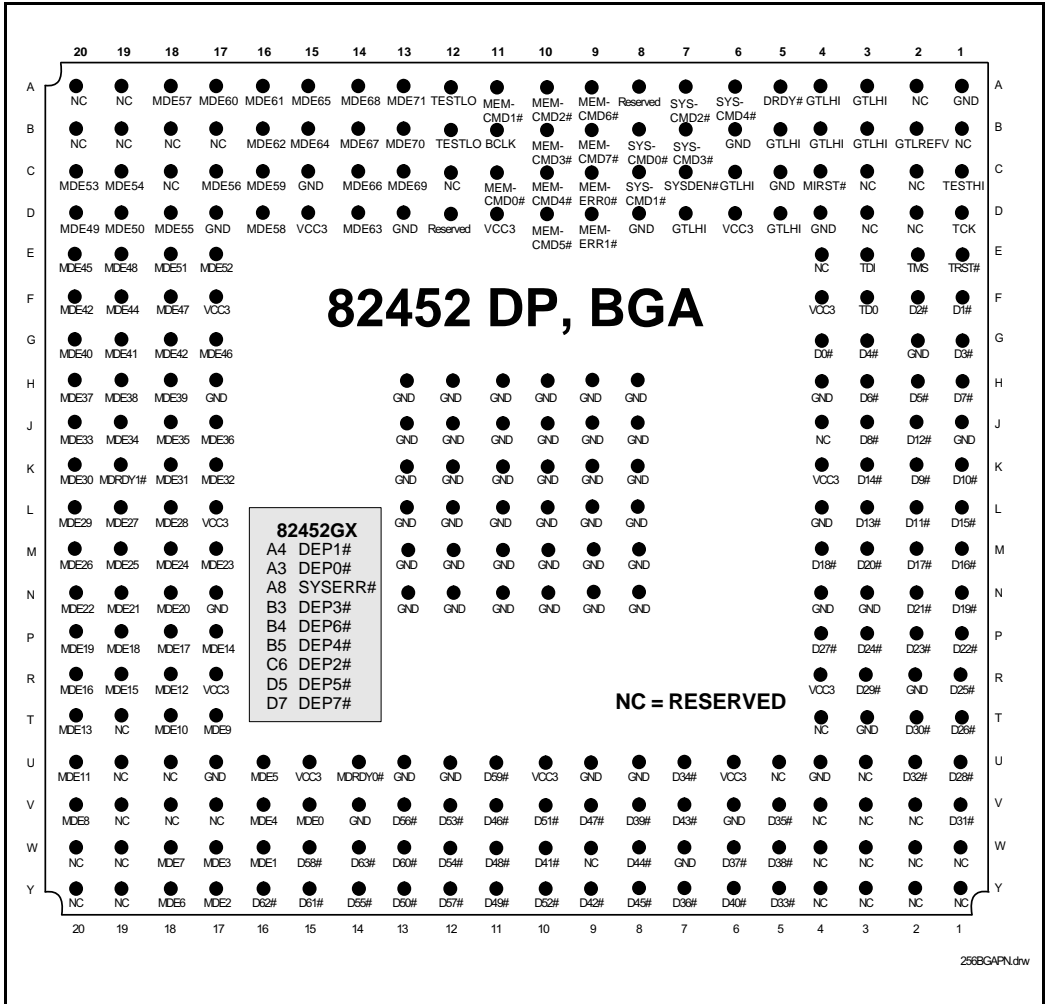 20 19 18 17 16 15 14 13 12 11 10 9 8 7 6 5 4 3 2 1
A A
NC NC MDE57 MDE60 MDE61 MDE65 MDE68 MDE71 TESTLO MEM-CMD1# MEM-CMD2# MEM-CMD6# Reserved SYS-CMD2# SYS-CMD4# DRDY# GTLHI GTLHI NC GND
B B
NC NC NC NC MDE62 MDE64 MDE67 MDE70 TESTLO BCLK MEM-CMD3# MEM-CMD7# SYS-CMD0# SYS-CMD3# GND GTLHI GTLHI GTLHI GTLREFV NC
C C
MDE53 MDE54 NC MDE56 MDE59 GND MDE66 MDE69 NC MEM-CMD0# MEM-CMD4# MEM-ERR0# SYS-CMD1# SYSDEN# GTLHI GND MIRST# NC NC TESTHI
D D
MDE49 MDE50 MDE55 GND MDE58 VCC3 MDE63 GND Reserved VCC3 MEM-CMD5# MEM-ERR1# GND GTLHI VCC3 GTLHI GND NC NC TCK
E E
MDE45 MDE48 MDE51 MDE52 NC TDI TMS TRST#
82452 DP, BGA
F F
MDE42 MDE44 MDE47 VCC3 VCC3 TD0 D2# D1#
G G
MDE40 MDE41 MDE42 MDE46 D0# D4# GND D3#
H H
MDE37 MDE38 MDE39 GND GND GND GND GND GND GND GND D6# D5# D7#
J J
MDE33 MDE34 MDE35 MDE36 GND GND GND GND GND GND NC D8# D12# GND
K K
MDE30 MDRDY1# MDE31 MDE32 GND GND GND GND GND GND VCC3 D14# D9# D10#
L L
MDE29 MDE27 MDE28 VCC3 GND GND GND GND GND GND GND D13# D11# D15#
M M
MDE26 MDE25 MDE24 MDE23 GND GND GND GND GND GND D18# D20# D17# D16#
N N
MDE22 MDE21 MDE20 GND GND GND GND GND GND GND GND GND D21# D19#
P P
MDE19 MDE18 MDE17 MDE14 D27# D24# D23# D22#
R R
MDE16 MDE15 MDE12 VCC3 VCC3 D29# GND D25#
T T
MDE13 NC MDE10 MDE9 NC GND D30# D26#
82452GX
A4 DEP1#
A3 DEP0#
A8 SYSERR#
B3 DEP3#
B4 DEP6#
B5 DEP4#
C6 DEP2#
D5 DEP5#
D7 DEP7#
NC = RESERVED
U U
MDE11 NC NC GND MDE5 VCC3 MDRDY0# GND GND D59# VCC3 GND GND D34# VCC3 NC GND NC D32# D28#
V V
MDE8 NC NC NC MDE4 MDE0 GND D56# D53# D46# D51# D47# D39# D43# GND D35# NC NC NC D31#
W W
NC NC MDE7 MDE3 MDE1 D58# D63# D60# D54# D48# D41# NC D44# GND D37# D38# NC NC NC NC
Y Y
NC NC MDE6 MDE2 D62# D61# D55# D50# D57# D49# D52# D42# D45# D36# D40# D33# NC NC NC NC
20 19 18 17 16 15 14 13 12 11 10 9 8 7 6 5 4 3 2 1
256BGAPN.drw